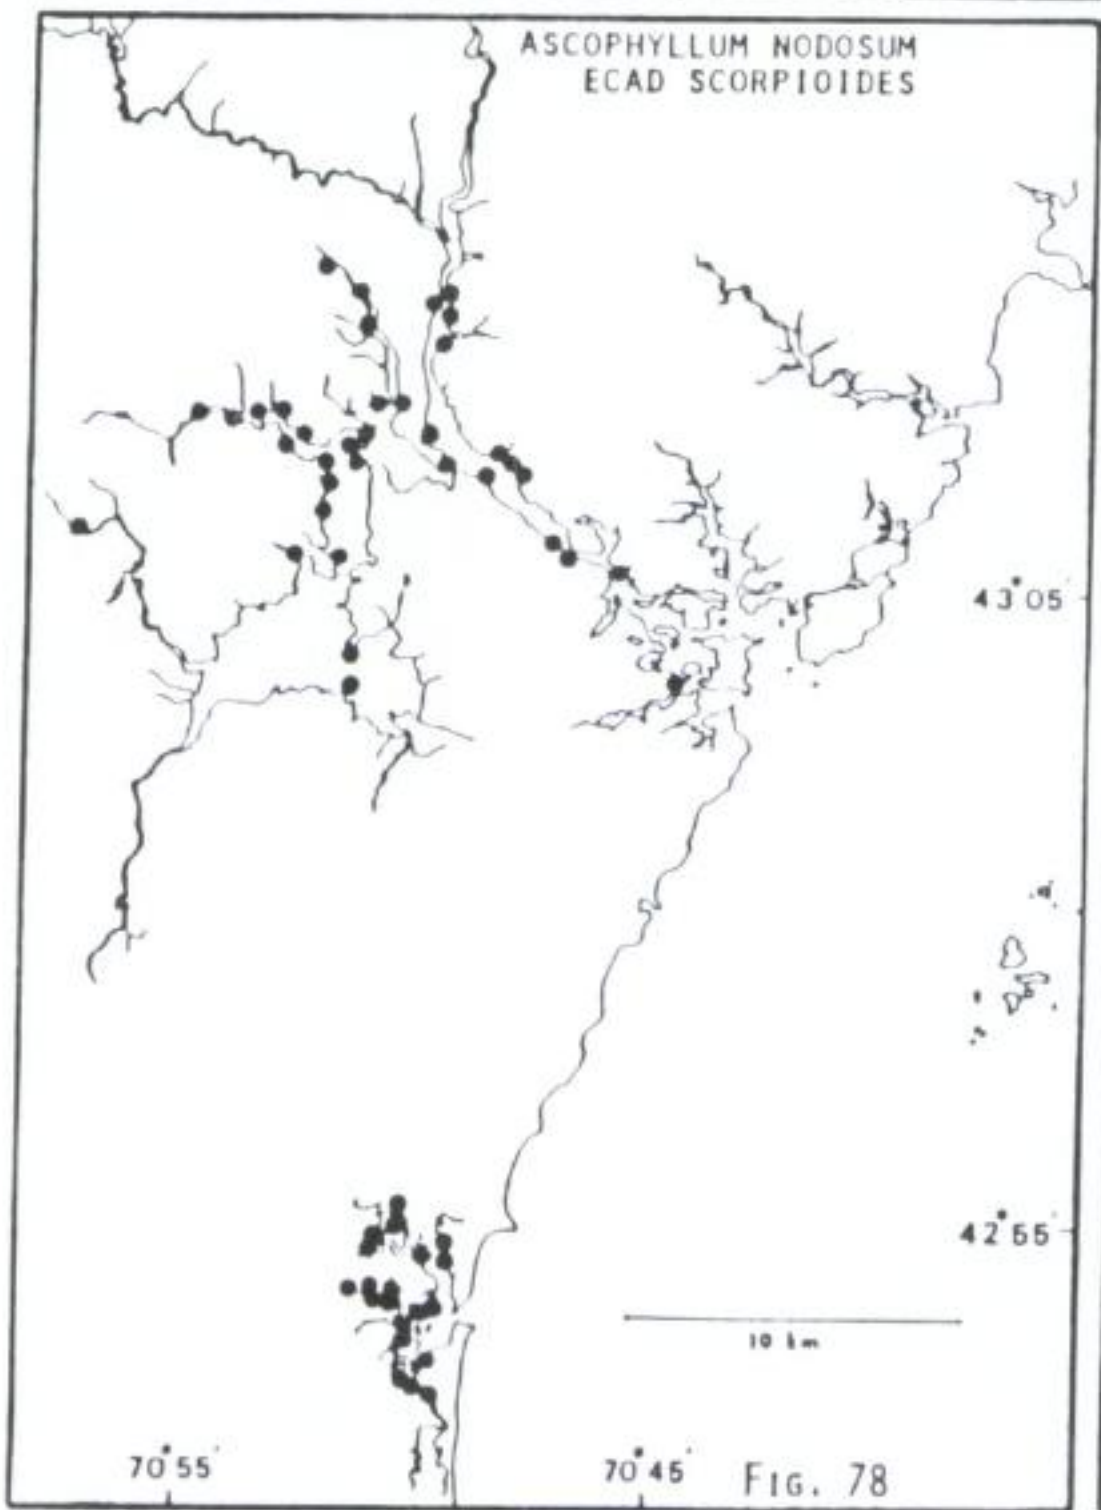 ASCOPHYLLUM NODOSUM
ECAD SCORPIOIDES
43°05'
42°55'
10 km
70°55'
70°45'
FIG. 78